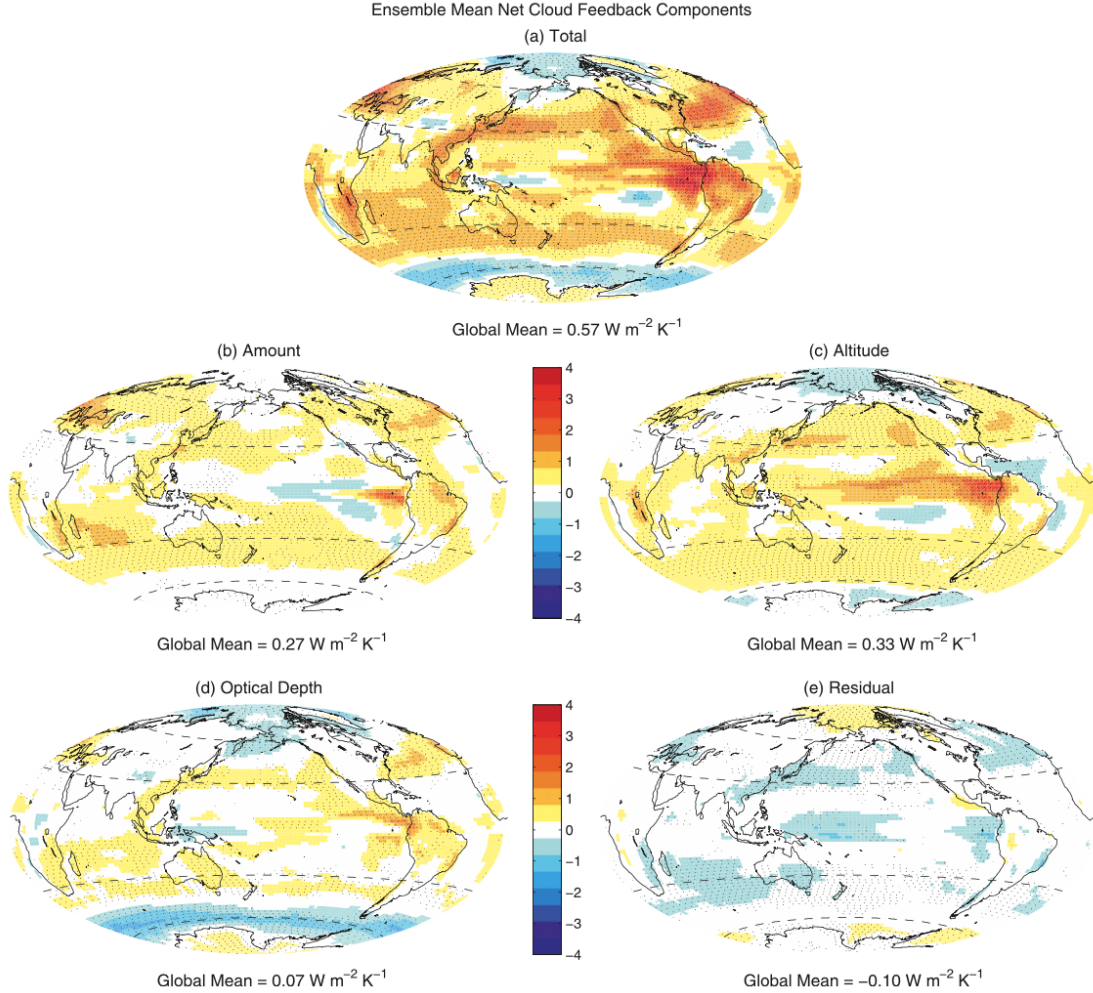 Ensemble Mean Net Cloud Feedback Components
(a) Total
Global Mean = 0.57 W m⁻² K⁻¹
(b) Amount
(c) Altitude
4
3
2
1
0
−1
−2
−3
−4
Global Mean = 0.27 W m⁻² K⁻¹
Global Mean = 0.33 W m⁻² K⁻¹
(d) Optical Depth
(e) Residual
4
3
2
1
0
−1
−2
−3
−4
Global Mean = 0.07 W m⁻² K⁻¹
Global Mean = −0.10 W m⁻² K⁻¹